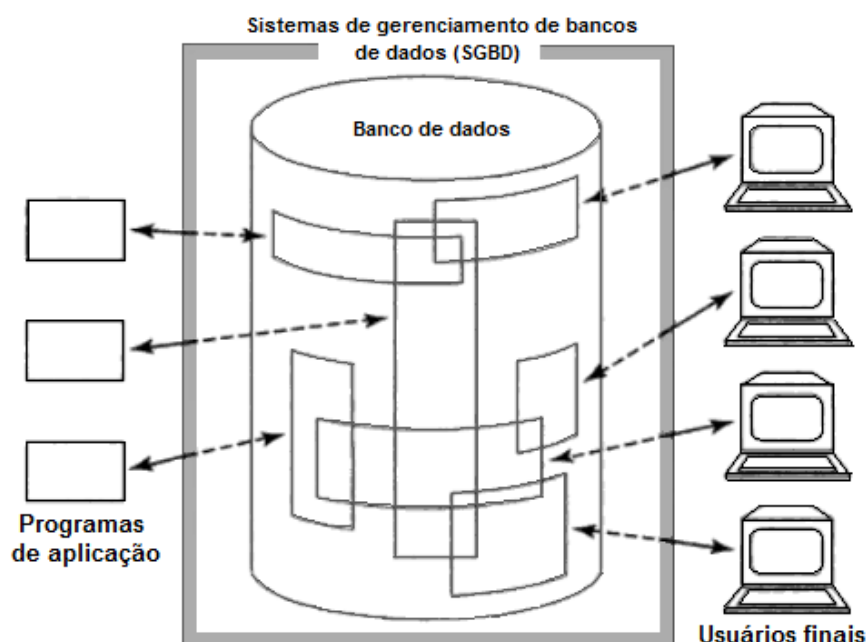 Sistemas de gerenciamento de bancos
de dados (SGBD)
Banco de dados
Programas
de aplicação
Usuários finais